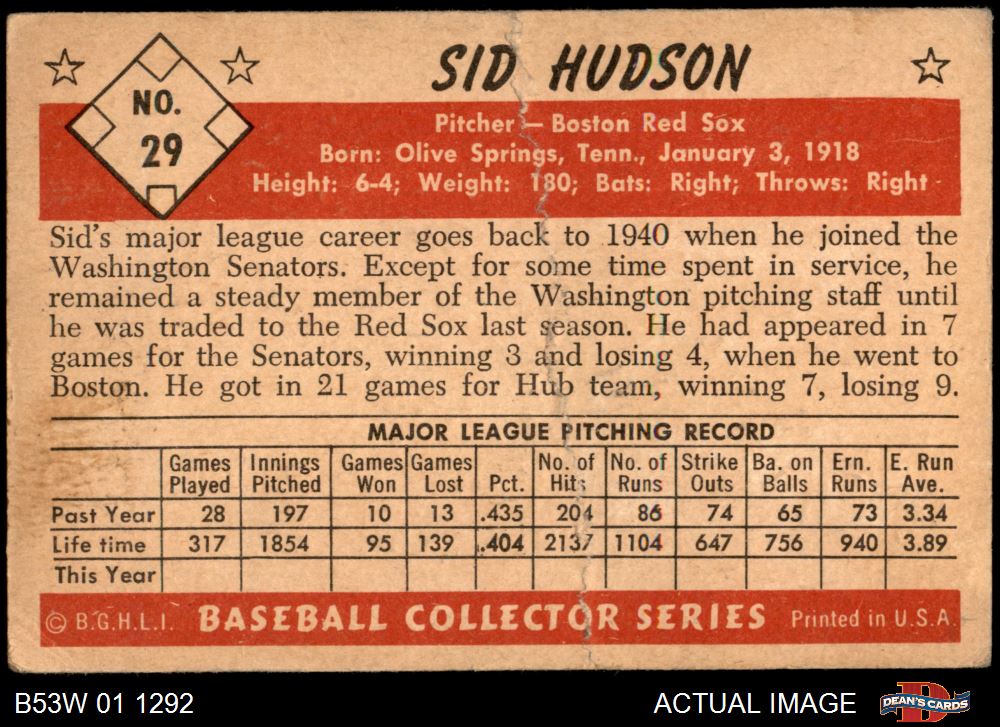 SID HUDSON
NO.
29
Pitcher — Boston Red Sox
Born: Olive Springs, Tenn., January 3, 1918
Height: 6-4; Weight: 180; Bats: Right; Throws: Right
Sid's major league career goes back to 1940 when he joined the
Washington Senators. Except for some time spent in service, he
remained a steady member of the Washington pitching staff until
he was traded to the Red Sox last season. He had appeared in 7
games for the Senators, winning 3 and losing 4, when he went to
Boston. He got in 21 games for Hub team, winning 7, losing 9.
MAJOR LEAGUE PITCHING RECORD
Games Played Innings Pitched Games Won Games Lost Pct. No. of Hits No. of Runs Strike Outs Ba. on Balls Ern. Runs E. Run Ave.
Past Year 28 197 10 13 .435 204 86 74 65 73 3.34
Life time 317 1854 95 139 .404 2137 1104 647 756 940 3.89
This Year
© B.G.H.L.I. BASEBALL COLLECTOR SERIES Printed in U.S.A.
B53W 01 1292 ACTUAL IMAGE DEAN'S CARDS